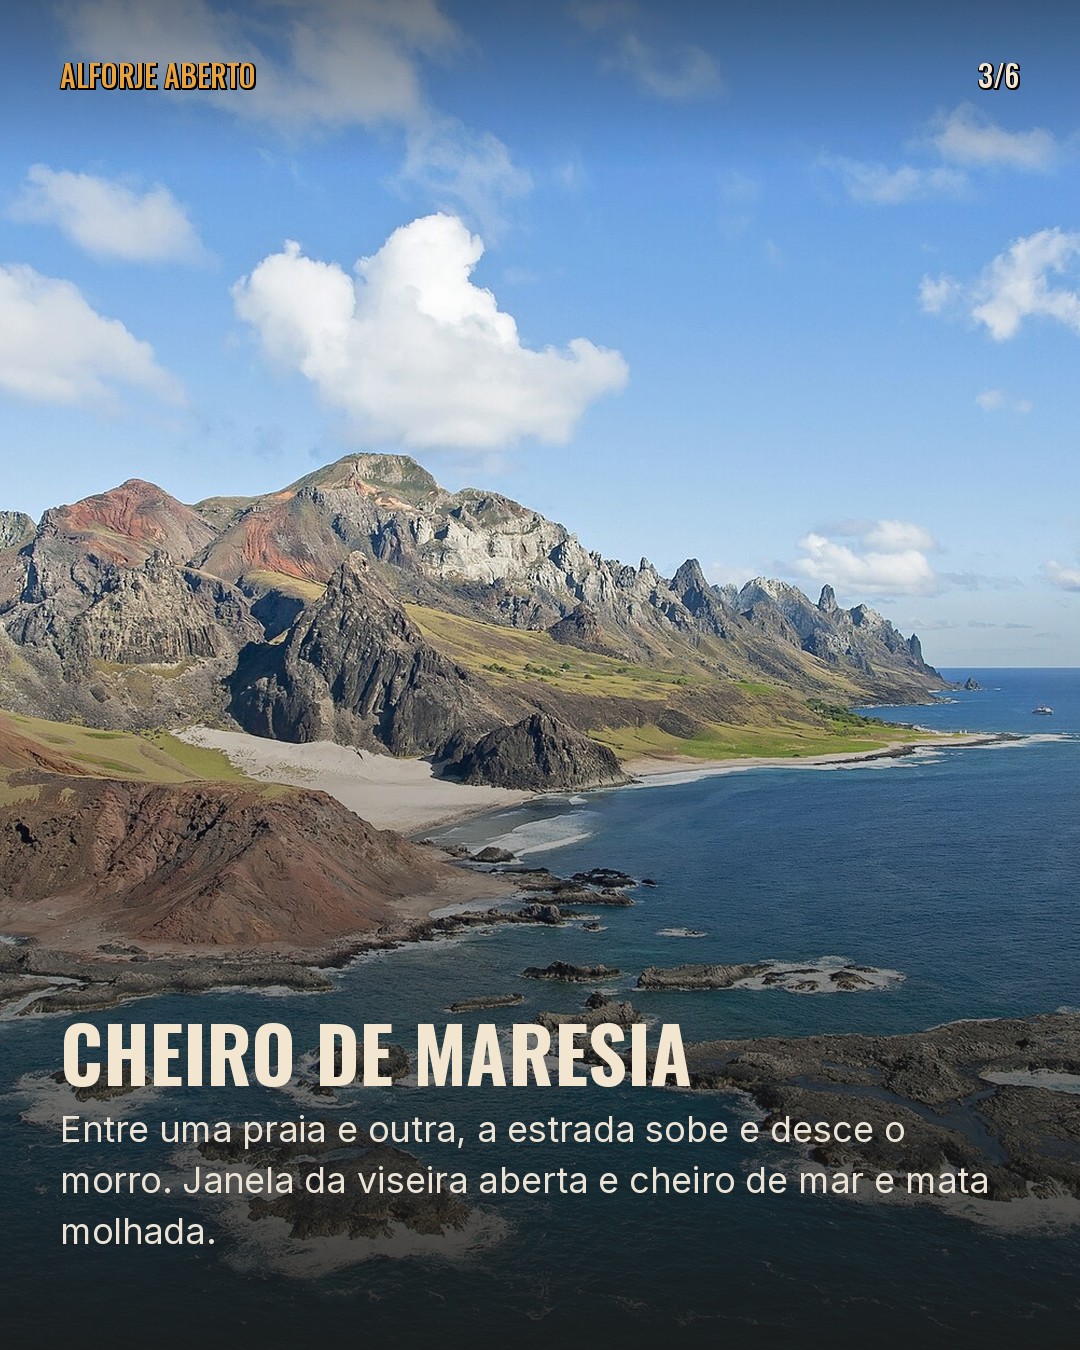 ALFORJE ABERTO
3/6
CHEIRO DE MARESIA
Entre uma praia e outra, a estrada sobe e desce o
morro. Janela da viseira aberta e cheiro de mar e mata
molhada.